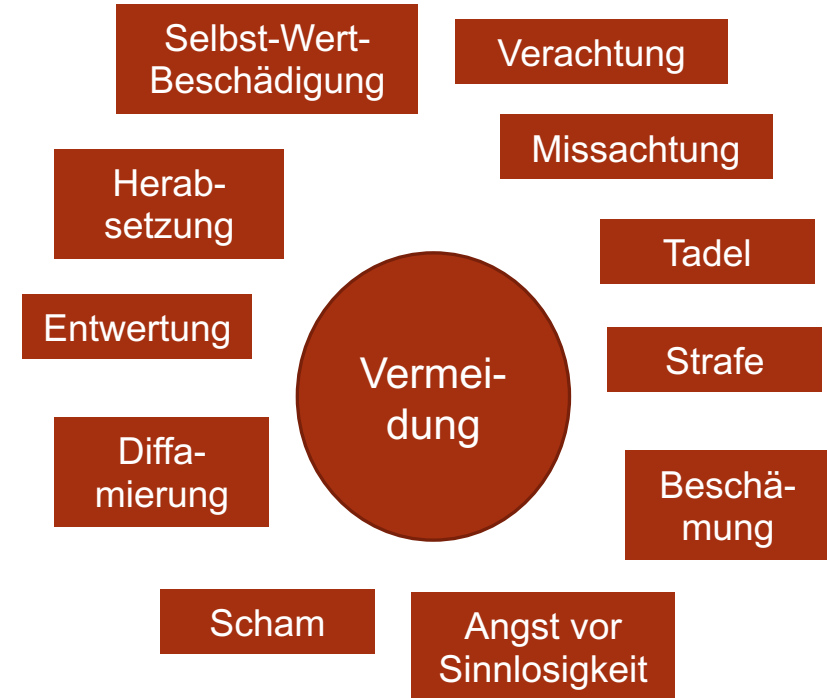 Selbst-Wert-
Beschädigung
Verachtung
Missachtung
Herab-
setzung
Tadel
Entwertung
Strafe
Vermei-
dung
Diffa-
mierung
Beschä-
mung
Scham
Angst vor
Sinnlosigkeit